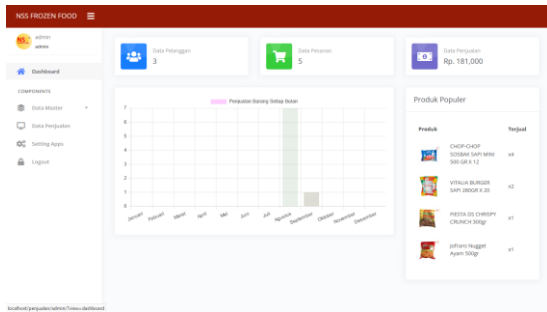 NSS FROZEN FOOD
NSS
admin
admin
Dashboard
COMPONENTS
Data Master
Data Penjualan
Setting Apps
Logout
Data Pelanggan
3
Data Pesanan
5
Data Penjualan
Rp. 181,000
Penjualan Barang Setiap Bulan
7
6
5
4
3
2
1
0
Januari
Februari
Maret
April
Mei
Juni
Juli
Agustus
September
Oktober
November
Desember
Produk Populer
Produk Terjual
CHOP-CHOP
SOSBAK SAPI MINI
500 GR X 12
x4
VITALIA BURGER
SAPI 280GR X 20
x2
FIESTA DS CHRISPY
CRUNCH 300gr
x1
Jofrans Nugget
Ayam 500gr
x1
localhost/penjualan/admin/?view=dashboard